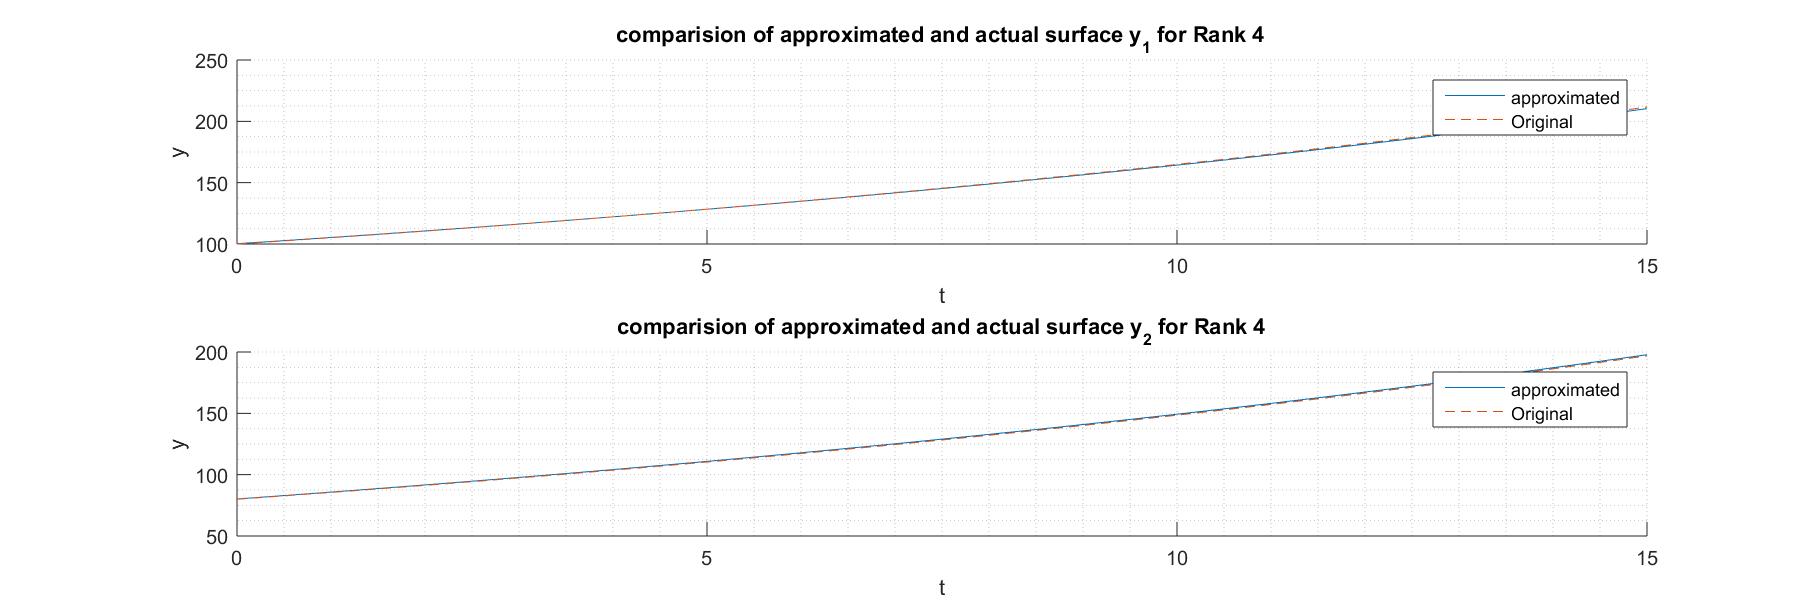 comparision of approximated and actual surface y1 for Rank 4
250
200
150
100
y
approximated
Original
0 5 10 15
t
comparision of approximated and actual surface y2 for Rank 4
200
150
100
50
y
approximated
Original
0 5 10 15
t